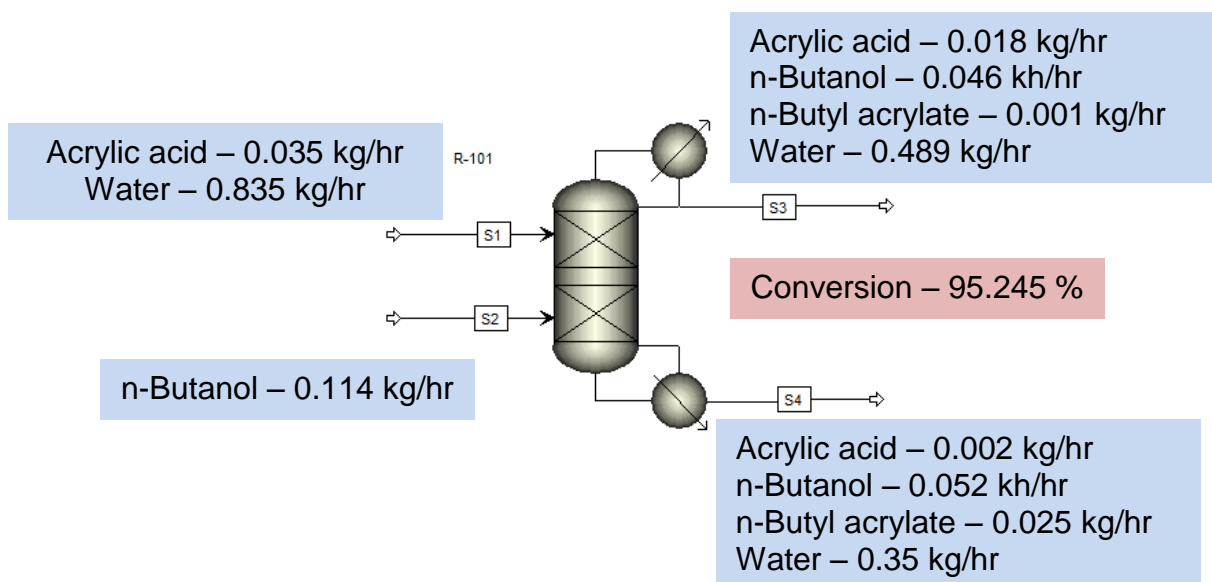 Acrylic acid – 0.018 kg/hr
n-Butanol – 0.046 kh/hr
n-Butyl acrylate – 0.001 kg/hr
Water – 0.489 kg/hr
Acrylic acid – 0.035 kg/hr
Water – 0.835 kg/hr
R-101
S3
S1
Conversion – 95.245 %
S2
n-Butanol – 0.114 kg/hr
S4
Acrylic acid – 0.002 kg/hr
n-Butanol – 0.052 kh/hr
n-Butyl acrylate – 0.025 kg/hr
Water – 0.35 kg/hr